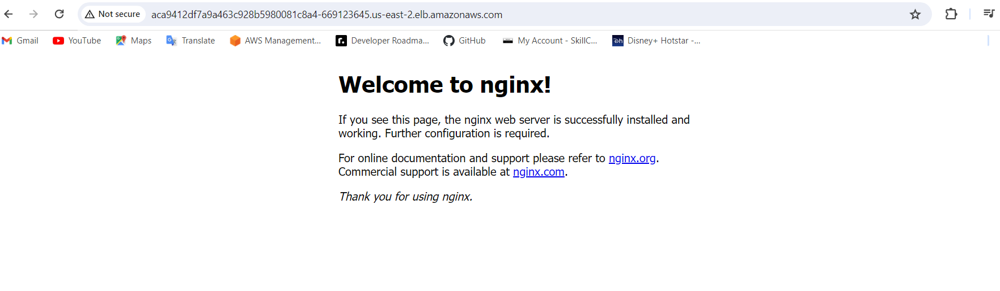 Not secure aca9412df7a9a463c928b5980081c8a4-669123645.us-east-2.elb.amazonaws.com
Gmail YouTube Maps Translate AWS Management... Developer Roadma... GitHub My Account - SkillC... Disney+ Hotstar -...
Welcome to nginx!
If you see this page, the nginx web server is successfully installed and
working. Further configuration is required.
For online documentation and support please refer to nginx.org.
Commercial support is available at nginx.com.
Thank you for using nginx.